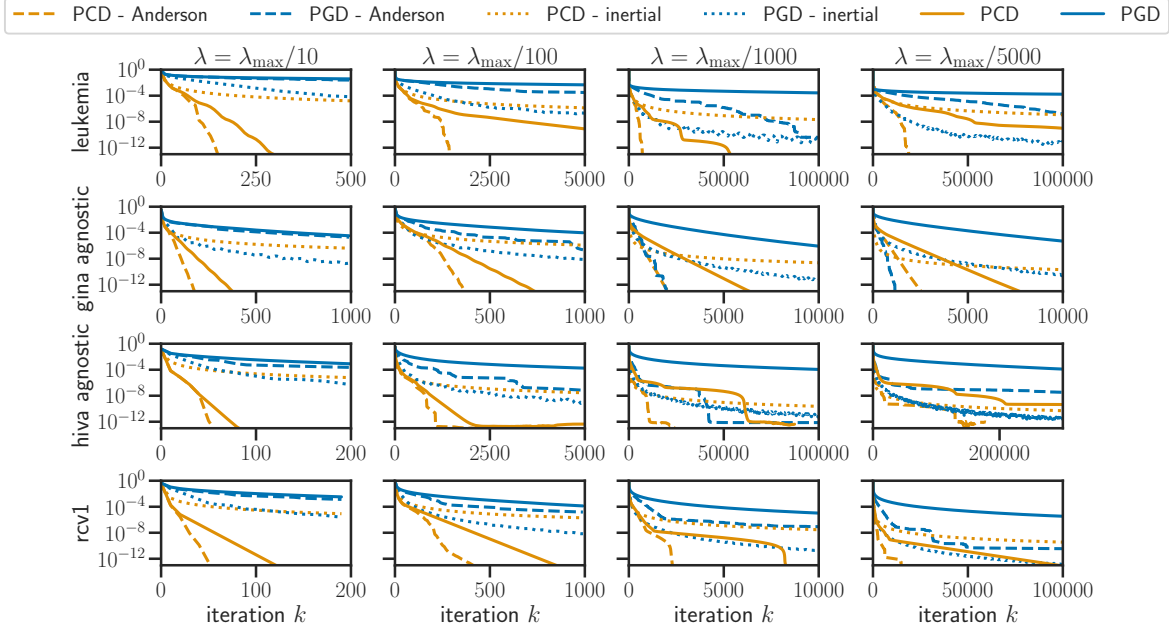 PCD - Anderson PGD - Anderson PCD - inertial PGD - inertial PCD PGD
λ = λ_max/10 λ = λ_max/100 λ = λ_max/1000 λ = λ_max/5000
leukemia
10^0
10^−4
10^−8
10^−12
0 250 500 0 2500 5000 0 50000 100000 0 50000 100000
gina agnostic
10^0
10^−4
10^−8
10^−12
0 500 1000 0 500 1000 0 5000 10000 0 5000 10000
hiva agnostic
10^0
10^−4
10^−8
10^−12
0 100 200 0 2500 5000 0 50000 100000 0 200000
rcv1
10^0
10^−4
10^−8
10^−12
0 100 200 0 500 1000 0 5000 10000 0 50000 100000
iteration k iteration k iteration k iteration k